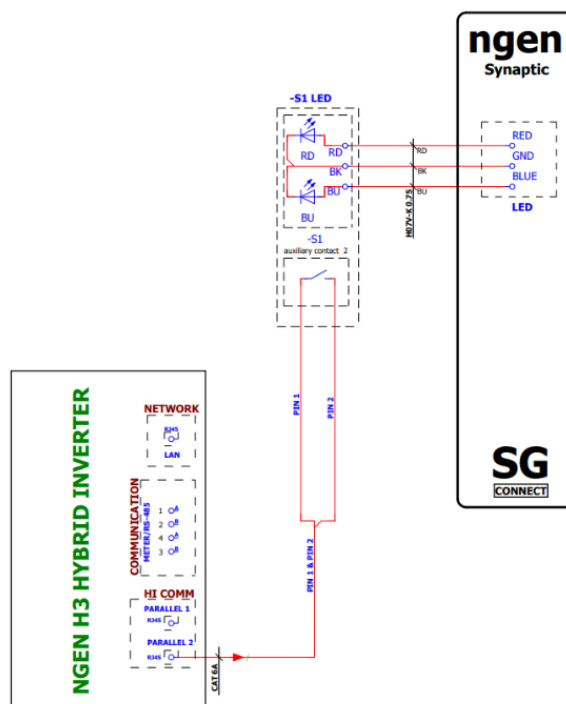 ngen
Synaptic
-S1 LED
RED
RD
RD
RD
GND
BK
BK
BLUE
BU
BU
BU
LED
H07V-K 0.75
-S1
auxiliary contact 2
PIN 1
PIN 2
NGEN H3 HYBRID INVERTER
NETWORK
RJ45
LAN
SG
CONNECT
COMMUNICATION
METER/RS-485
1 A
2 B
4 A
3 B
PIN 1 & PIN 2
HI COMM
PARALLEL 1
RJ45
PARALLEL 2
RJ45
CAT 6A